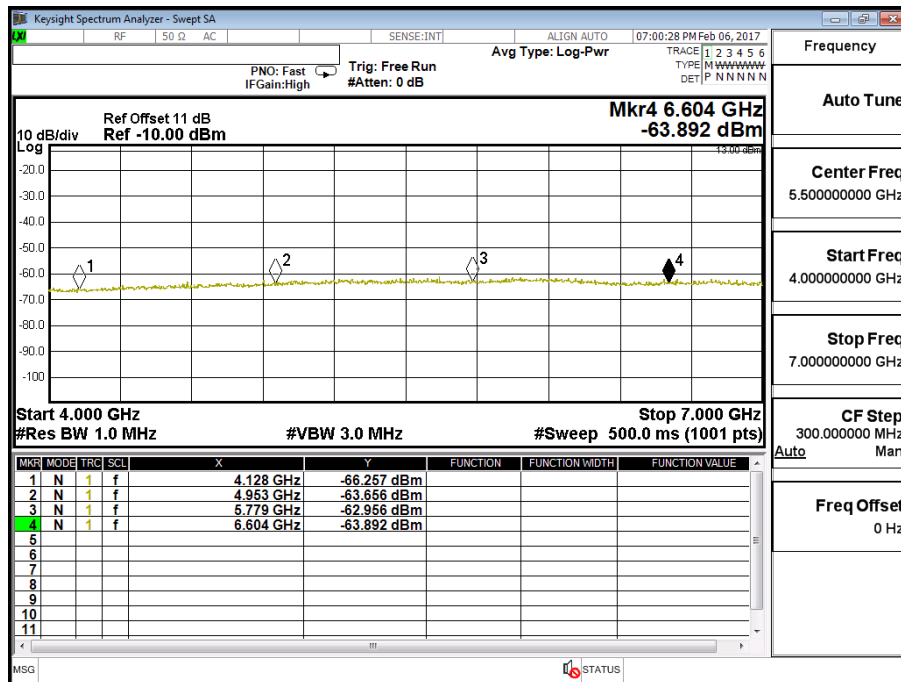 Keysight Spectrum Analyzer - Swept SA
LXI RF 50 Ω AC SENSE:INT ALIGN AUTO 07:00:28 PM Feb 06, 2017
Avg Type: Log-Pwr TRACE 1 2 3 4 5 6
PNO: Fast Trig: Free Run TYPE M WWWWW
IFGain:High #Atten: 0 dB DET P N N N N N
Mkr4 6.604 GHz
Ref Offset 11 dB
10 dB/div Ref -10.00 dBm -63.892 dBm
Log
13.00 dBm
-20.0
-30.0
-40.0
-50.0
1 2 3 4
-60.0
-70.0
-80.0
-90.0
-100
Start 4.000 GHz Stop 7.000 GHz
#Res BW 1.0 MHz #VBW 3.0 MHz #Sweep 500.0 ms (1001 pts)
MKR MODE TRC SCL X Y FUNCTION FUNCTION WIDTH FUNCTION VALUE
1 N 1 f 4.128 GHz -66.257 dBm
2 N 1 f 4.953 GHz -63.656 dBm
3 N 1 f 5.779 GHz -62.956 dBm
4 N 1 f 6.604 GHz -63.892 dBm
5
6
7
8
9
10
11
MSG STATUS
Frequency
Auto Tune
Center Freq
5.500000000 GHz
Start Freq
4.000000000 GHz
Stop Freq
7.000000000 GHz
CF Step
300.000000 MHz
Auto Man
Freq Offset
0 Hz